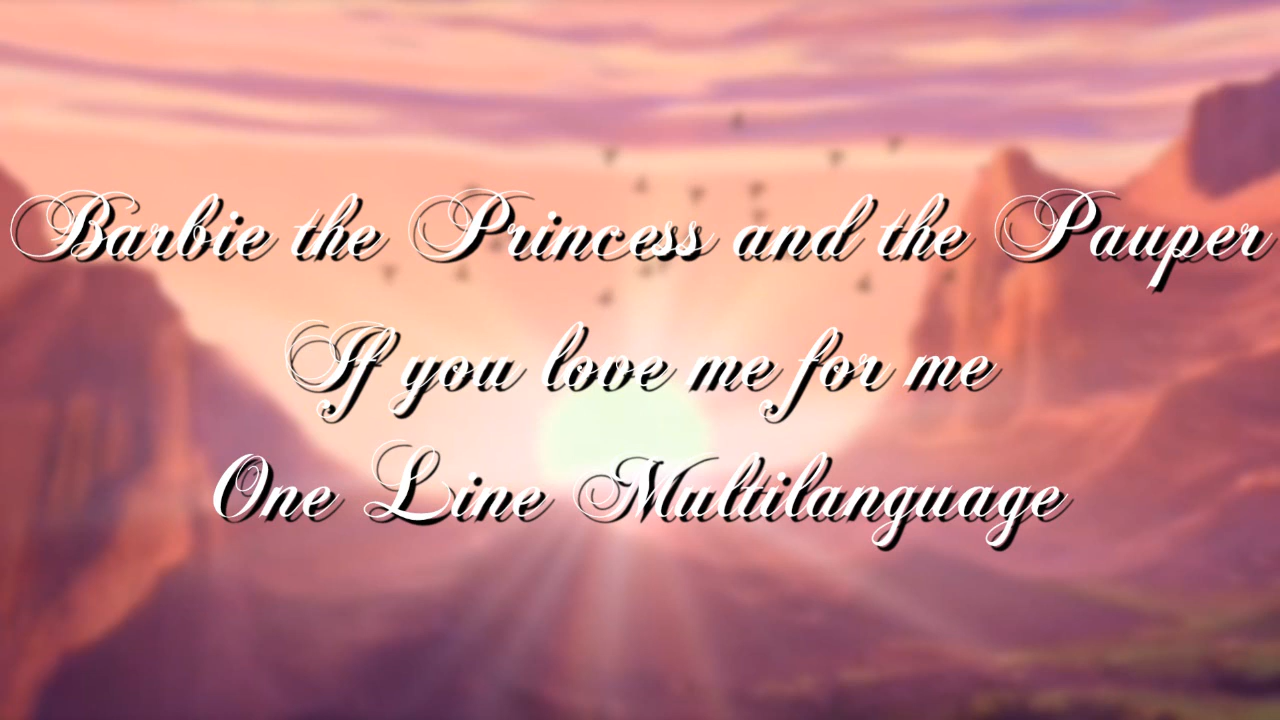 Barbie the Princess and the Pauper
If you love me for me
One Line Multilanguage